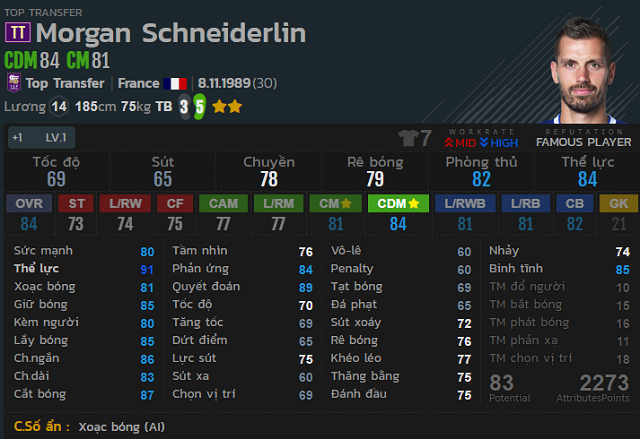 TOP TRANSFER
TT Morgan Schneiderlin
CDM84 CM81
Top Transfer | France | 8.11.1989(30)
Lương 14 185cm 75kg TB 3 5
+1 LV.1
7
WORKRATE
MID HIGH
REPUTATION
FAMOUS PLAYER
Tốc độ Sút Chuyền Rê bóng Phòng thủ Thể lực
69 65 78 79 82 84
OVR ST L/RW CF CAM L/RM CM CDM L/RWB L/RB CB GK
84 73 74 75 77 77 81 84 81 81 82 21
Sức mạnh 80 Tầm nhìn 76 Vô-lê 60 Nhảy 74
Thể lực 91 Phản ứng 84 Penalty 60 Bình tĩnh 85
Xoạc bóng 81 Quyết đoán 89 Tạt bóng 69 TM đổ người 10
Giữ bóng 85 Tốc độ 70 Đá phạt 65 TM bắt bóng 15
Kèm người 80 Tăng tốc 69 Sút xoáy 72 TM phát bóng 16
Lấy bóng 85 Dứt điểm 65 Rê bóng 76 TM phản xạ 11
Ch.ngắn 86 Lực sút 75 Khéo léo 77 TM chọn vị trí 18
Ch.dài 83 Sút xa 60 Thăng bằng 75
Cắt bóng 87 Chọn vị trí 69 Đánh đầu 75
83 2273
Potential AttributesPoints
C.Số ẩn : Xoạc bóng (AI)